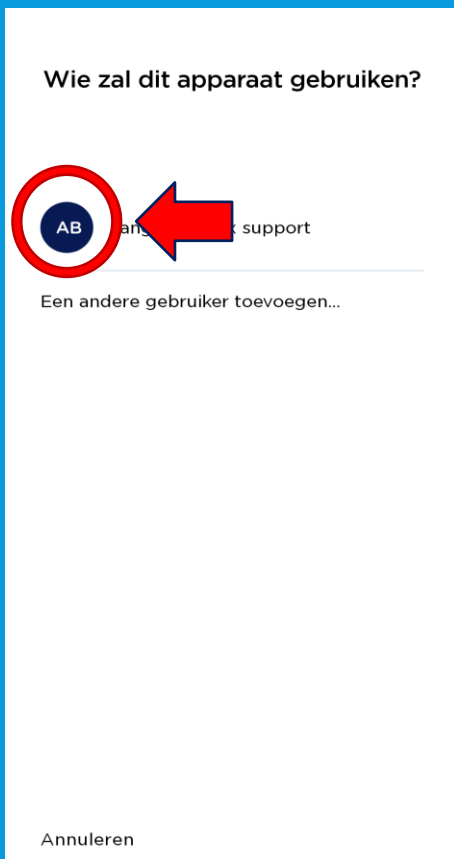 Wie zal dit apparaat gebruiken?
AB
support
Een andere gebruiker toevoegen...
Annuleren